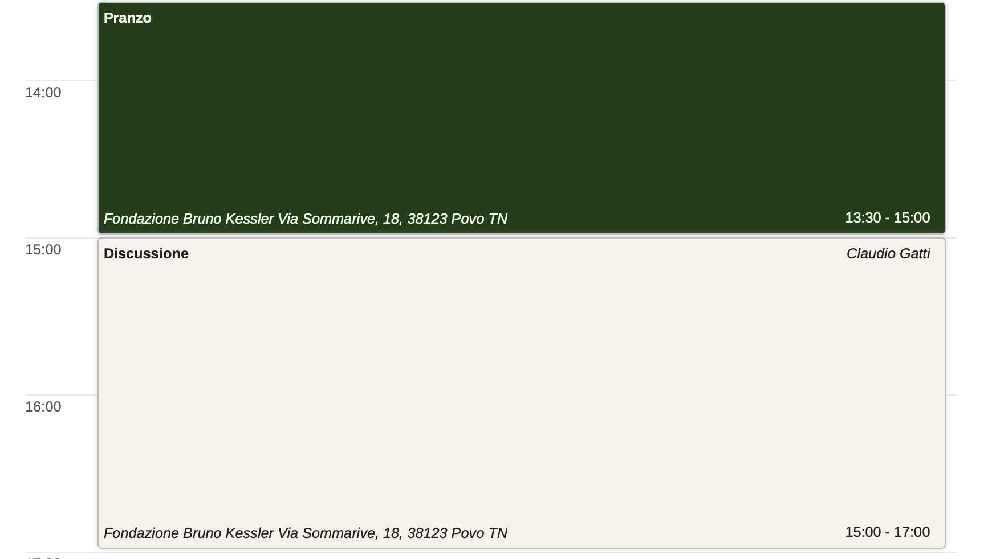 Pranzo
14:00
Fondazione Bruno Kessler Via Sommarive, 18, 38123 Povo TN
13:30 - 15:00
15:00
Discussione
Claudio Gatti
16:00
Fondazione Bruno Kessler Via Sommarive, 18, 38123 Povo TN
15:00 - 17:00